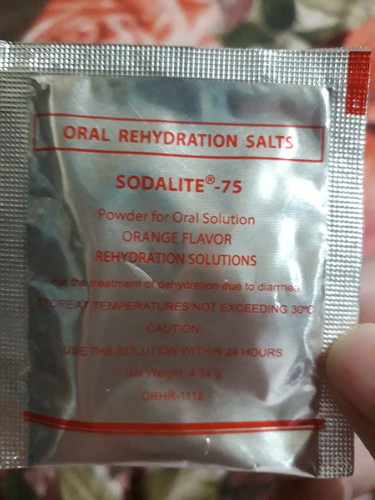 ORAL REHYDRATION SALTS
SODALITE®-75
Powder for Oral Solution
ORANGE FLAVOR
REHYDRATION SOLUTIONS
For the treatment of dehydration due to diarrhea
STORE AT TEMPERATURES NOT EXCEEDING 30°C
CAUTION:
USE THE SOLUTION WITHIN 24 HOURS
Net Weight: 4.34 g
ORHR-1112